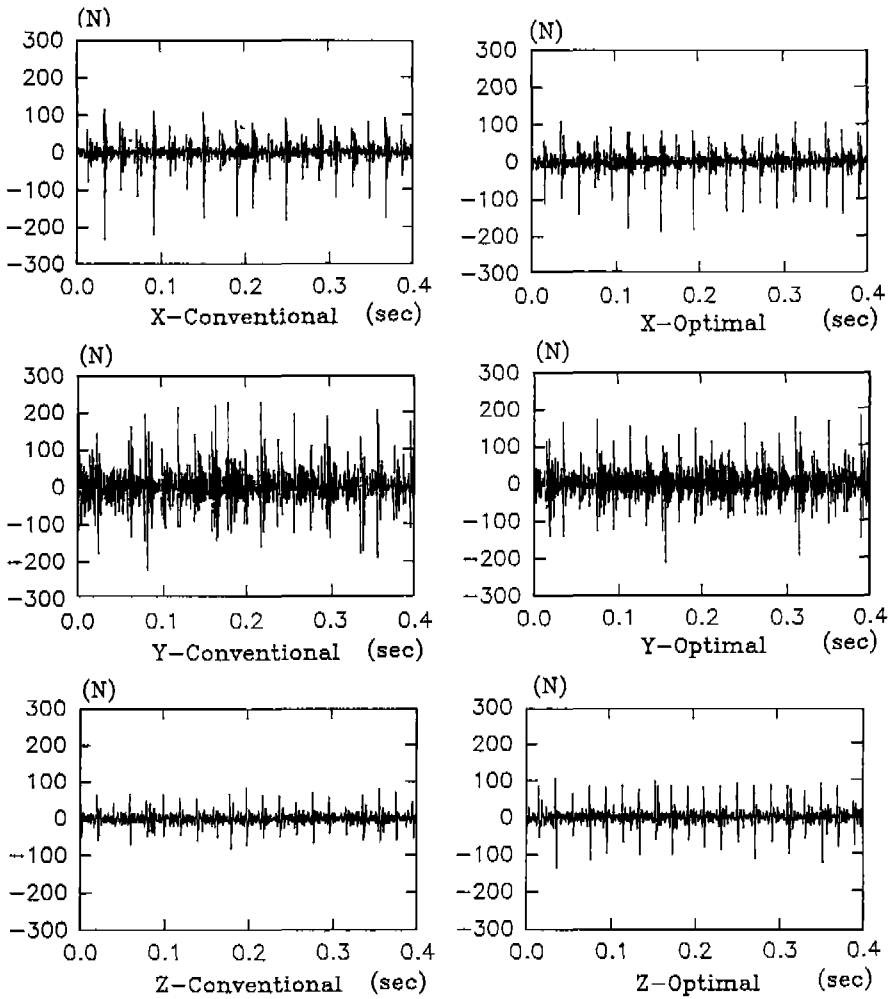 (N)
300
200
100
0
-100
-200
-300
0.0 0.1 0.2 0.3 0.4
X-Conventional (sec)
(N)
300
200
100
0
-100
-200
-300
0.0 0.1 0.2 0.3 0.4
X-Optimal (sec)
(N)
300
200
100
0
-100
-200
-300
0.0 0.1 0.2 0.3 0.4
Y-Conventional (sec)
(N)
300
200
100
0
-100
-200
-300
0.0 0.1 0.2 0.3 0.4
Y-Optimal (sec)
(N)
300
200
100
0
-100
-200
-300
0.0 0.1 0.2 0.3 0.4
Z-Conventional (sec)
(N)
300
200
100
0
-100
-200
-300
0.0 0.1 0.2 0.3 0.4
Z-Optimal (sec)